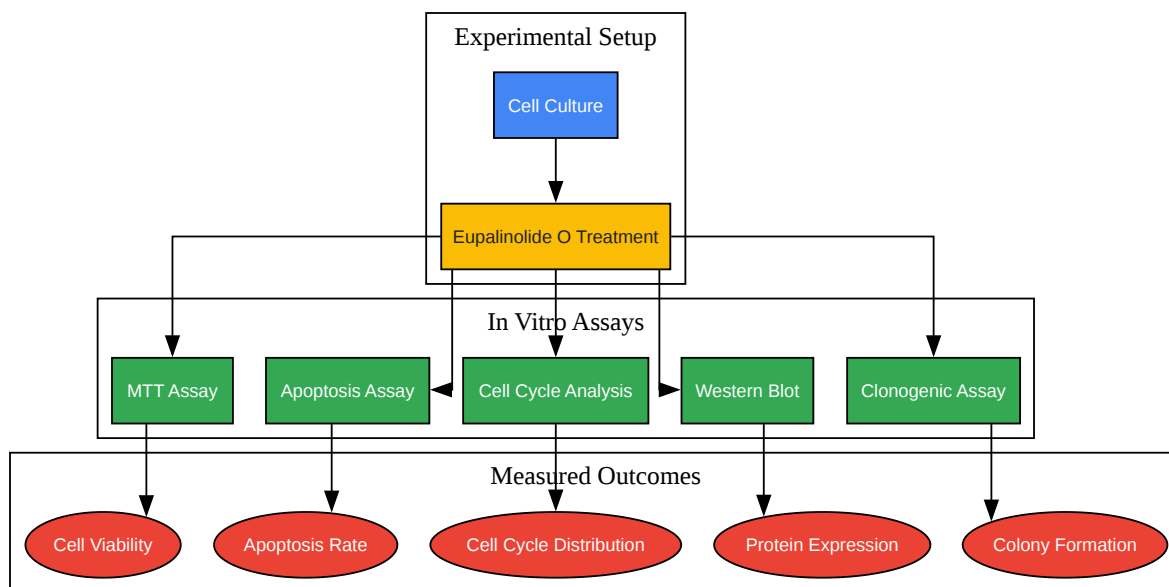 Experimental Setup
Cell Culture
Eupalinolide O Treatment
In Vitro Assays
MTT Assay
Apoptosis Assay
Cell Cycle Analysis
Western Blot
Clonogenic Assay
Measured Outcomes
Cell Viability
Apoptosis Rate
Cell Cycle Distribution
Protein Expression
Colony Formation